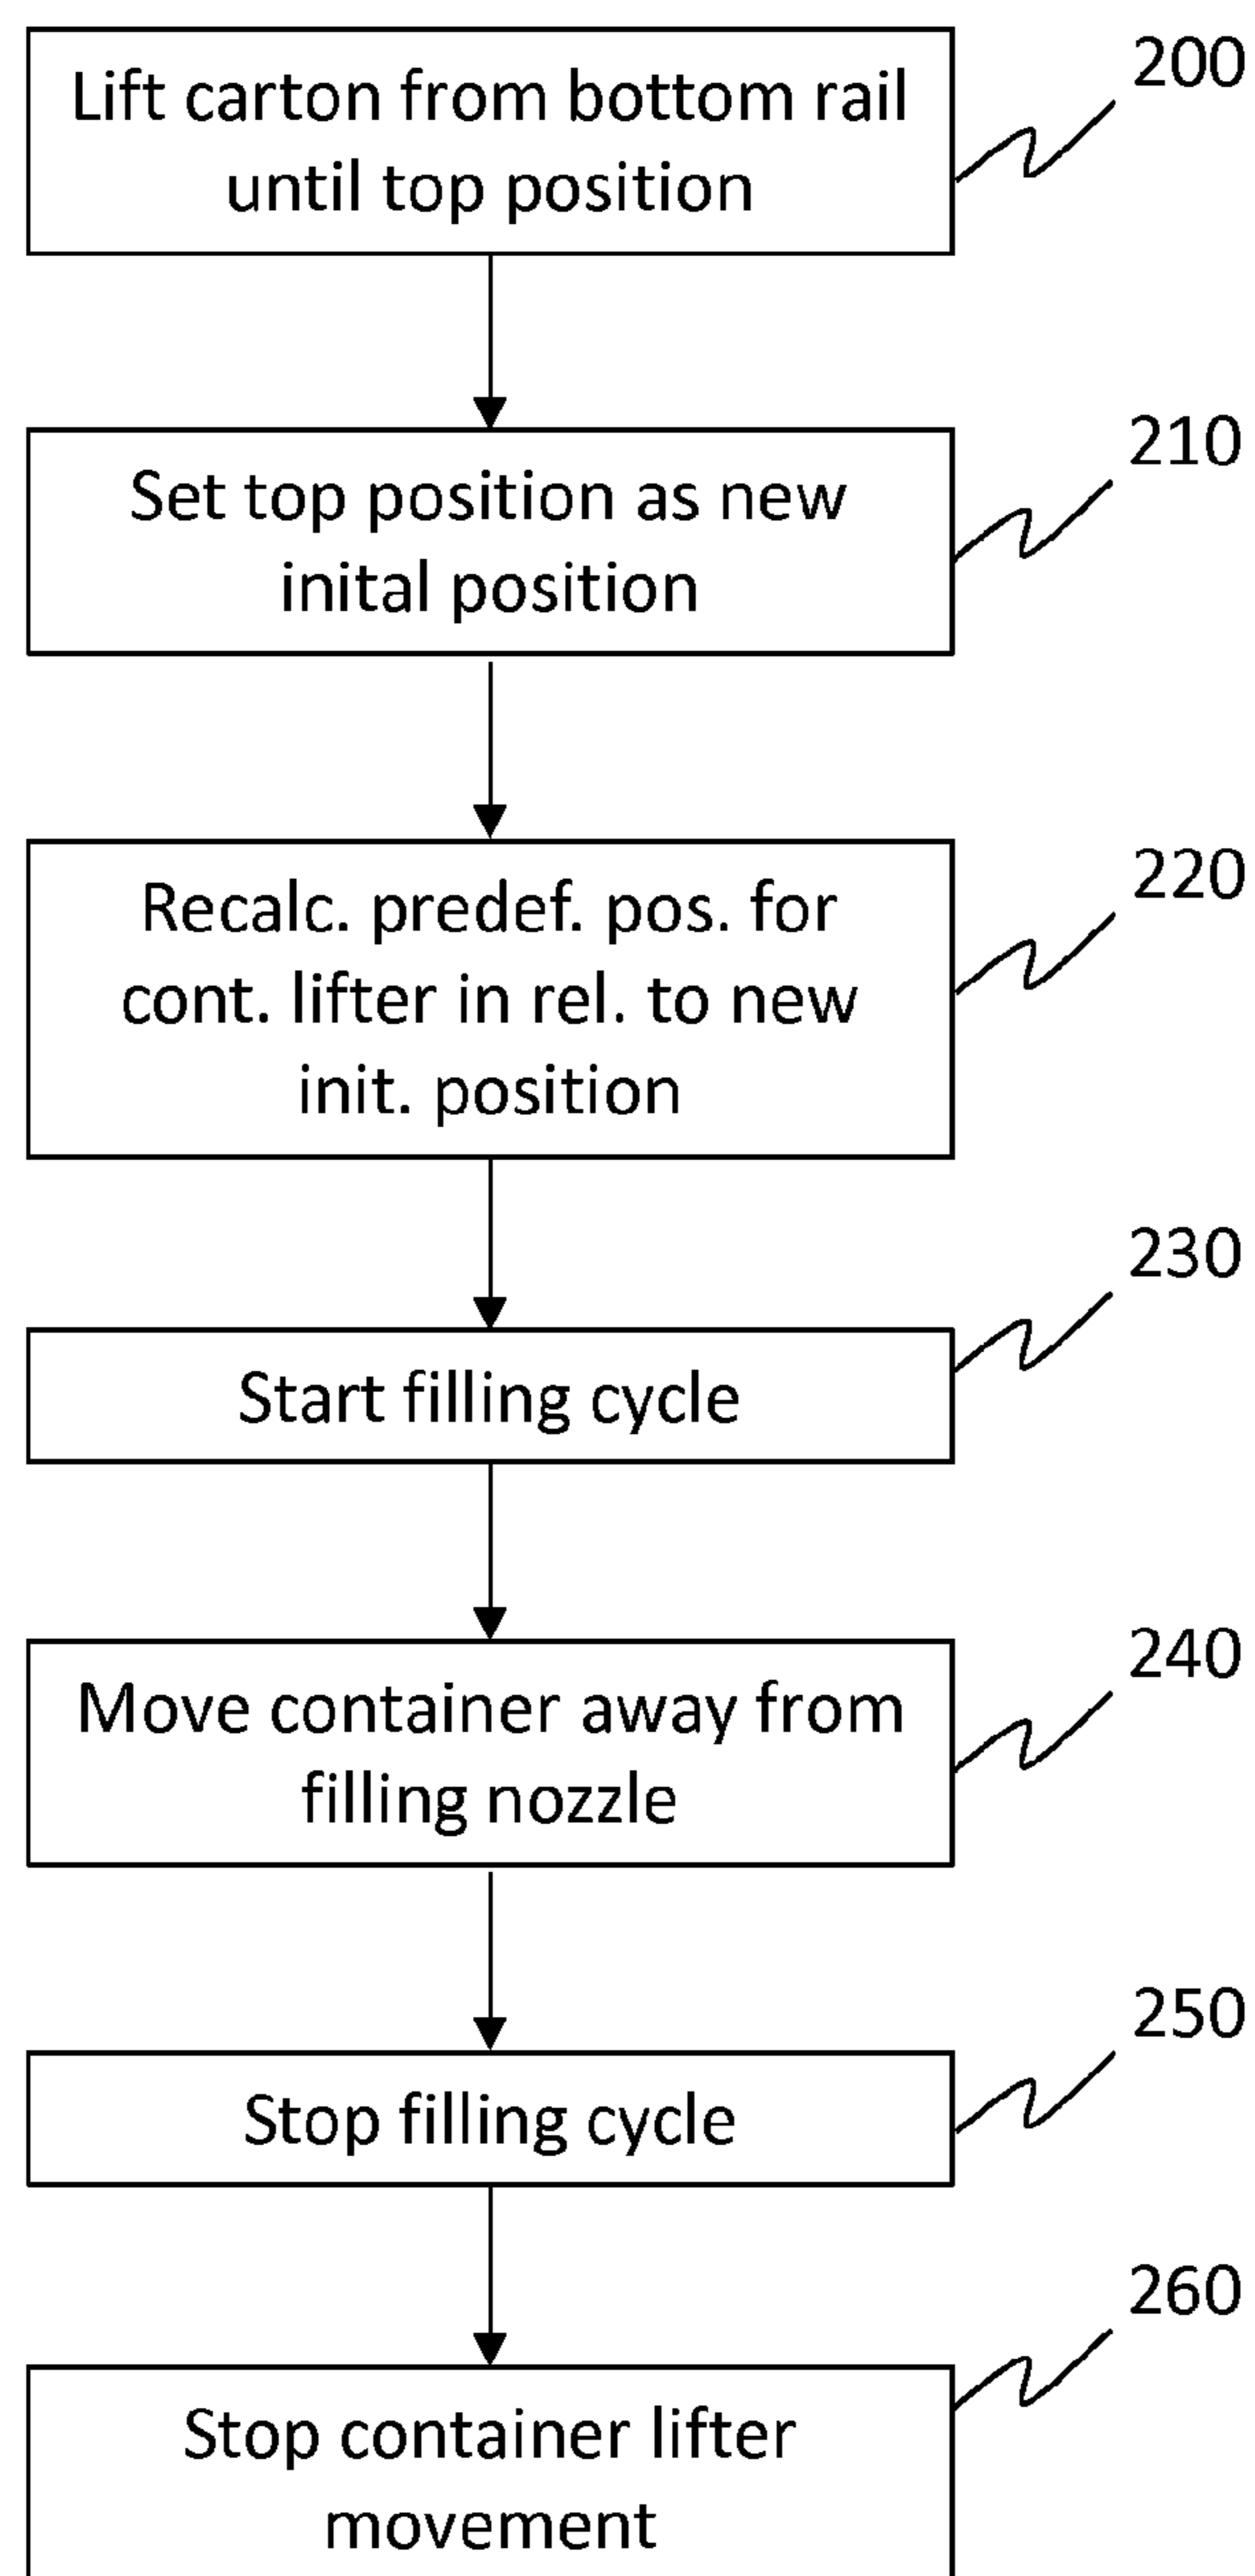 200
Lift carton from bottom rail
until top position
210
Set top position as new
inital position
220
Recalc. predef. pos. for
cont. lifter in rel. to new
init. position
230
Start filling cycle
240
Move container away from
filling nozzle
250
Stop filling cycle
260
Stop container lifter
movement